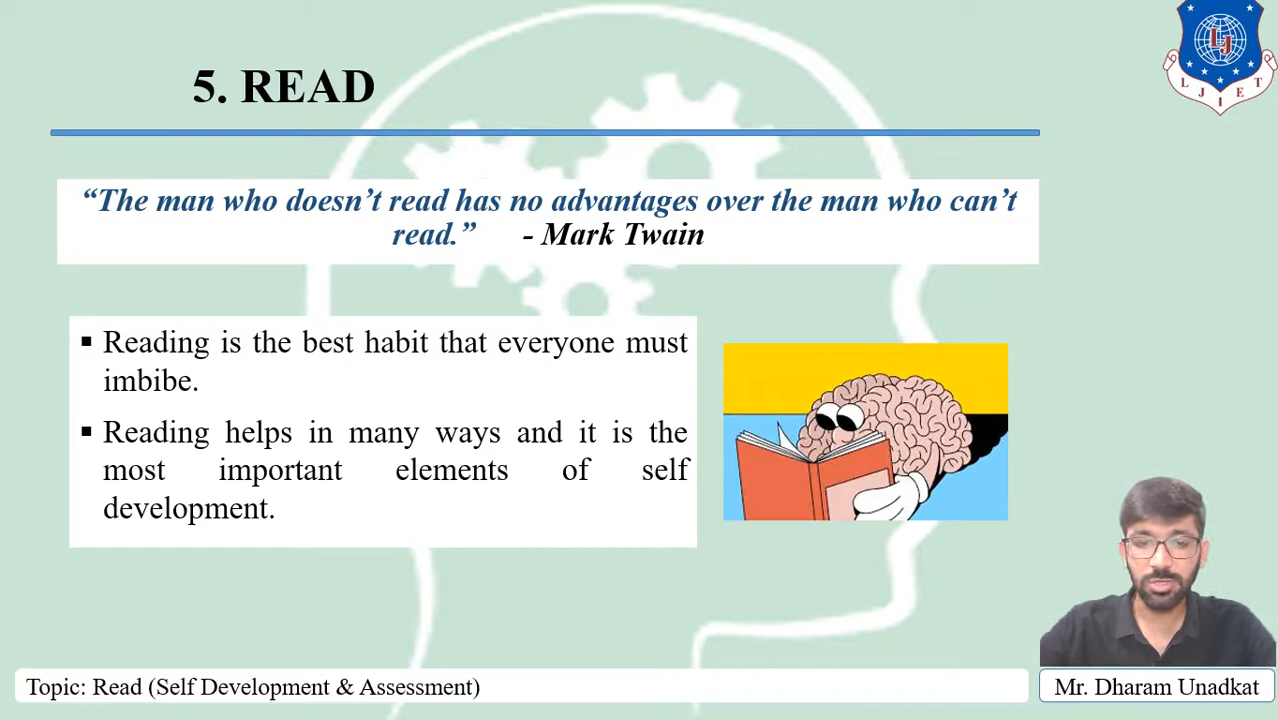 5. READ
“The man who doesn’t read has no advantages over the man who can’t
read.” - Mark Twain
▪ Reading is the best habit that everyone must
imbibe.
▪ Reading helps in many ways and it is the
most important elements of self
development.
LJ
L J I E T
Topic: Read (Self Development & Assessment)
Mr. Dharam Unadkat